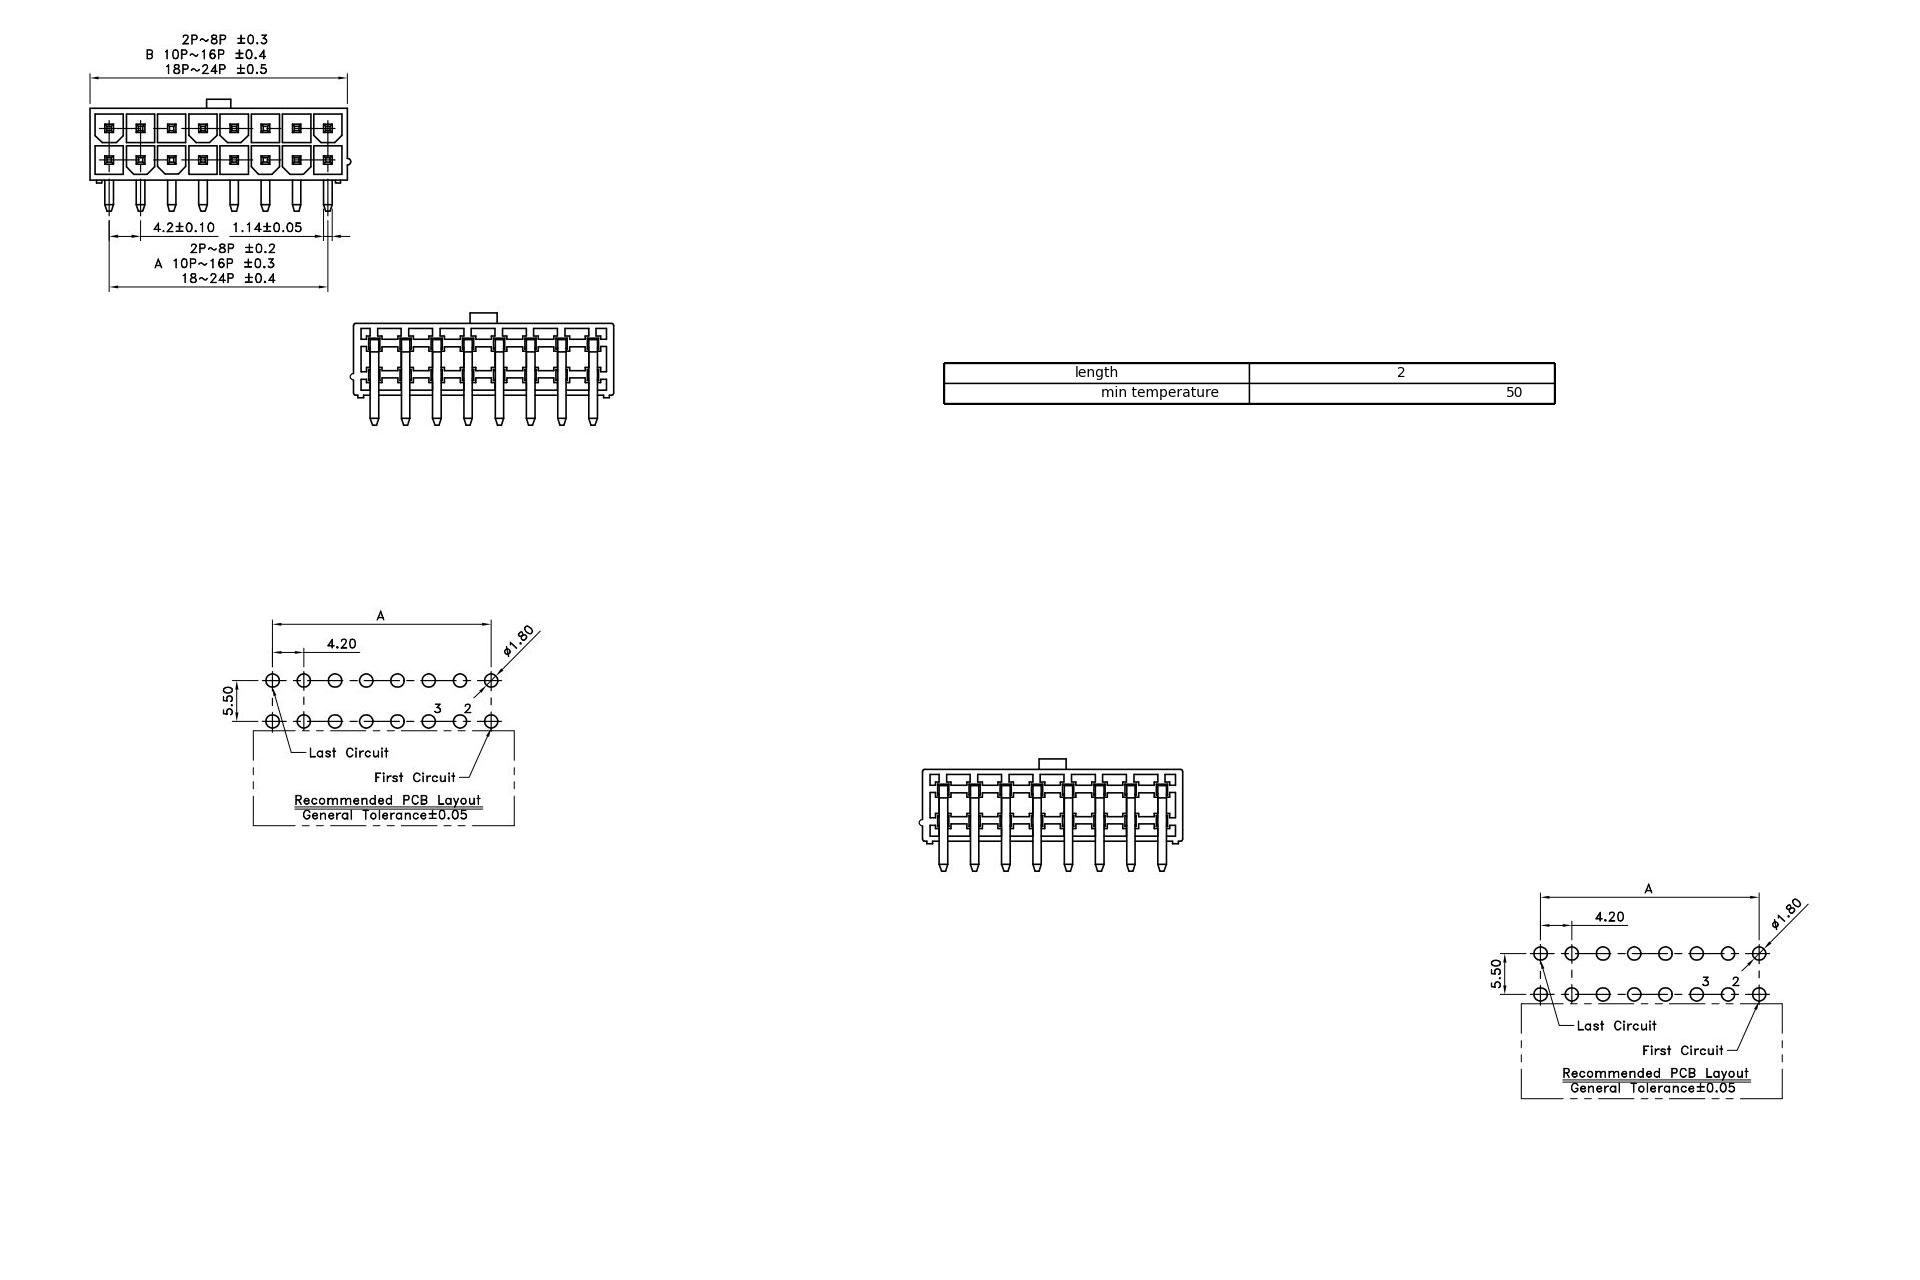 2P~8P ±0.3
B 10P~16P ±0.4
18P~24P ±0.5
4.2±0.10 1.14±0.05
2P~8P ±0.2
A 10P~16P ±0.3
18~24P ±0.4
length 2
min temperature 50
A
4.20
ø1.80
5.50
3 2
Last Circuit
First Circuit
Recommended PCB Layout
General Tolerance±0.05
A
4.20
ø1.80
5.50
3 2
Last Circuit
First Circuit
Recommended PCB Layout
General Tolerance±0.05